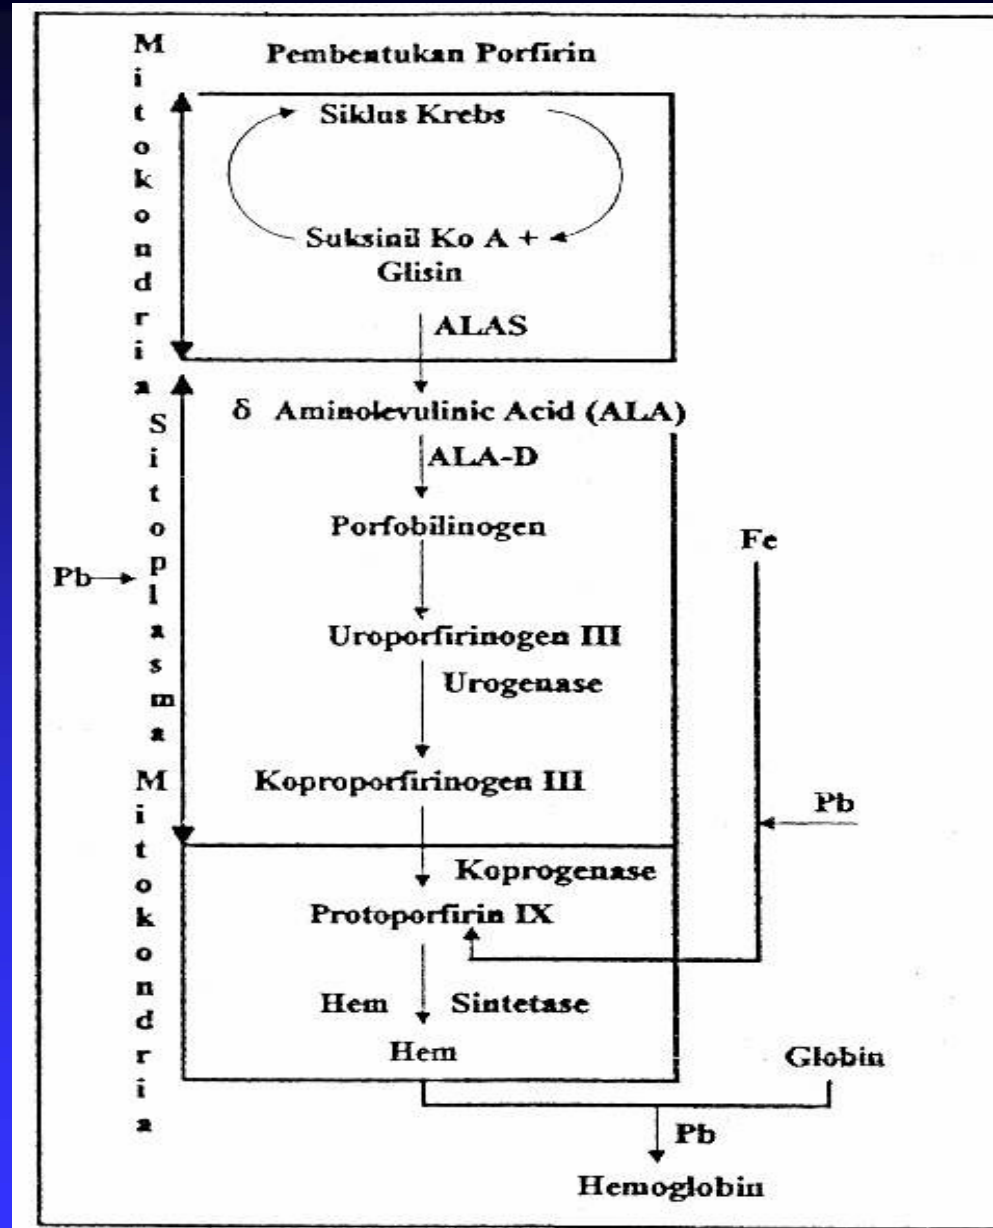 Pembentukan Porfirin
Mitokondria
Siklus Krebs
Suksinil Ko A +
Glisin
ALAS
Sitoplasma
δ Aminolevulinic Acid (ALA)
ALA-D
Porfobilinogen
Fe
Pb
Uroporfirinogen III
Urogenase
Mitokondria
Koproporfirinogen III
Pb
Koprogenase
Protoporfirin IX
Hem Sintetase
Hem
Globin
Pb
Hemoglobin